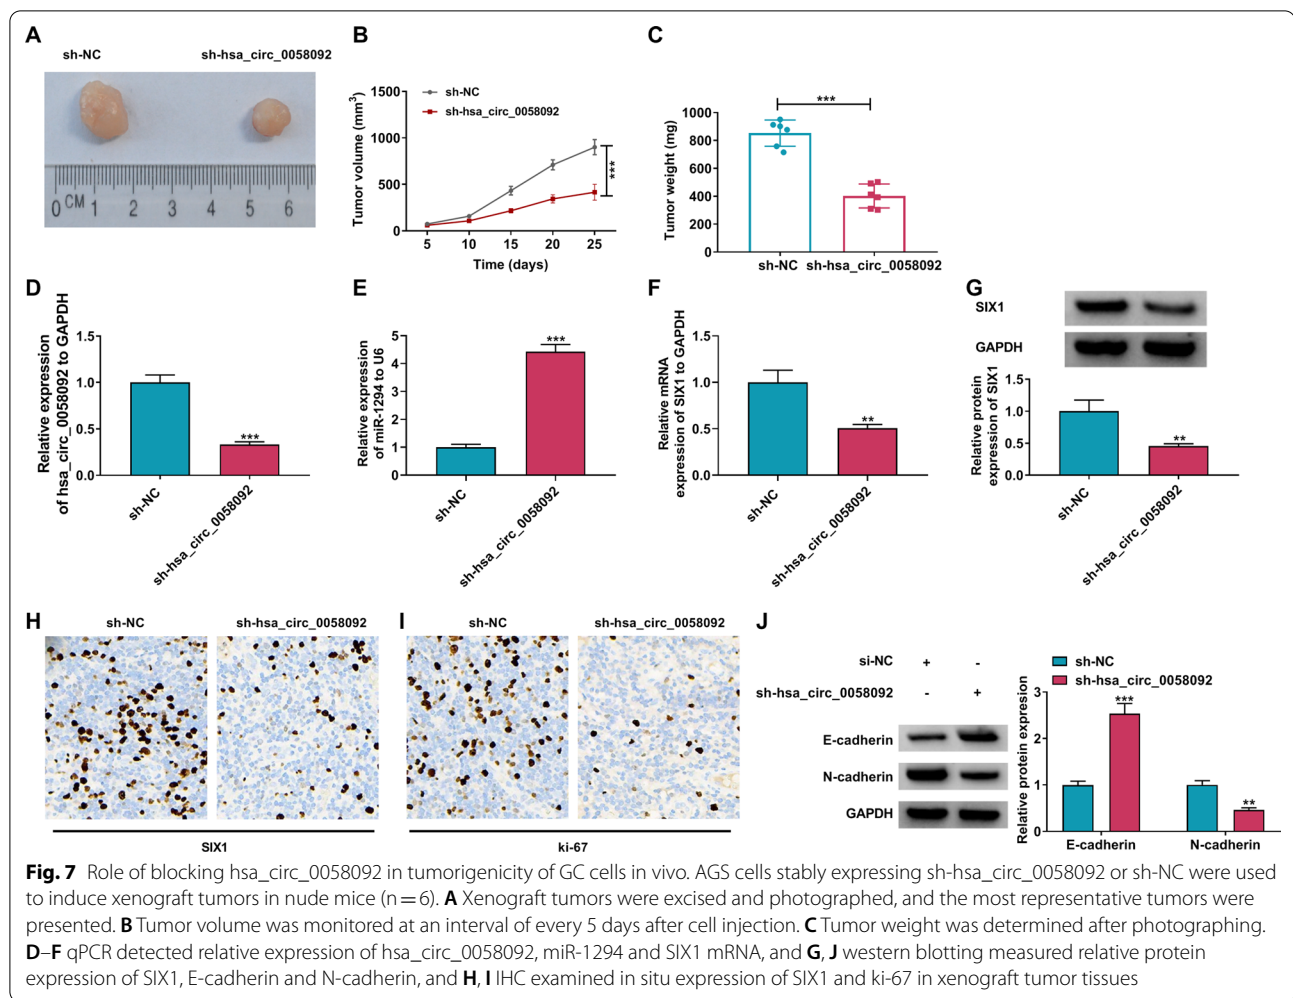 A
sh-NC
sh-hsa_circ_0058092
0 CM 1 2 3 4 5 6
B
sh-NC
sh-hsa_circ_0058092
Tumor volume (mm³)
1500
1000
500
0
***
5 10 15 20 25
Time (days)
C
***
Tumor weight (mg)
1000
800
600
400
200
0
sh-NC sh-hsa_circ_0058092
D
Relative expression
of hsa_circ_0058092 to GAPDH
1.5
1.0
0.5
0.0
***
sh-NC
sh-hsa_circ_0058092
E
Relative expression
of miR-1294 to U6
5
4
3
2
1
0
***
sh-NC
sh-hsa_circ_0058092
F
Relative mRNA
expression of SIX1 to GAPDH
1.5
1.0
0.5
0.0
**
sh-NC
sh-hsa_circ_0058092
G
SIX1
GAPDH
Relative protein
expression of SIX1
1.5
1.0
0.5
0.0
**
sh-NC
sh-hsa_circ_0058092
H
sh-NC
sh-hsa_circ_0058092
SIX1
I
sh-NC
sh-hsa_circ_0058092
ki-67
J
si-NC + -
sh-hsa_circ_0058092 - +
E-cadherin
N-cadherin
GAPDH
sh-NC
sh-hsa_circ_0058092
Relative protein expresion
3
2
1
0
***
**
E-cadherin N-cadherin
Fig. 7 Role of blocking hsa_circ_0058092 in tumorigenicity of GC cells in vivo. AGS cells stably expressing sh-hsa_circ_0058092 or sh-NC were used
to induce xenograft tumors in nude mice (n = 6). A Xenograft tumors were excised and photographed, and the most representative tumors were
presented. B Tumor volume was monitored at an interval of every 5 days after cell injection. C Tumor weight was determined after photographing.
D–F qPCR detected relative expression of hsa_circ_0058092, miR-1294 and SIX1 mRNA, and G, J western blotting measured relative protein
expression of SIX1, E-cadherin and N-cadherin, and H, I IHC examined in situ expression of SIX1 and ki-67 in xenograft tumor tissues